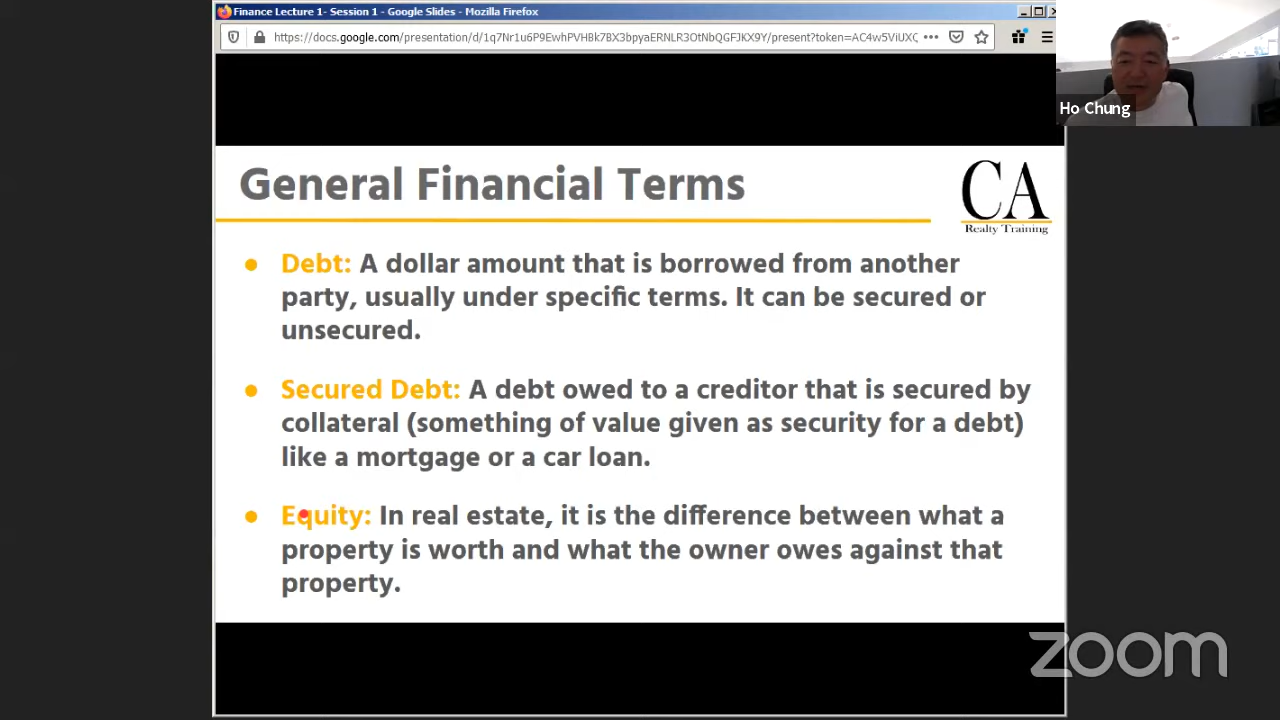 Finance Lecture 1- Session 1 - Google Slides - Mozilla Firefox
https://docs.google.com/presentation/d/1q7Nr1u6P9EwhPVHBk7BX3bpyaERNLR3OtNbQGFJKX9Y/present?token=AC4w5ViUXC
Ho Chung
General Financial Terms
CA
Realty Training
● Debt: A dollar amount that is borrowed from another
party, usually under specific terms. It can be secured or
unsecured.
● Secured Debt: A debt owed to a creditor that is secured by
collateral (something of value given as security for a debt)
like a mortgage or a car loan.
● Equity: In real estate, it is the difference between what a
property is worth and what the owner owes against that
property.
zoom